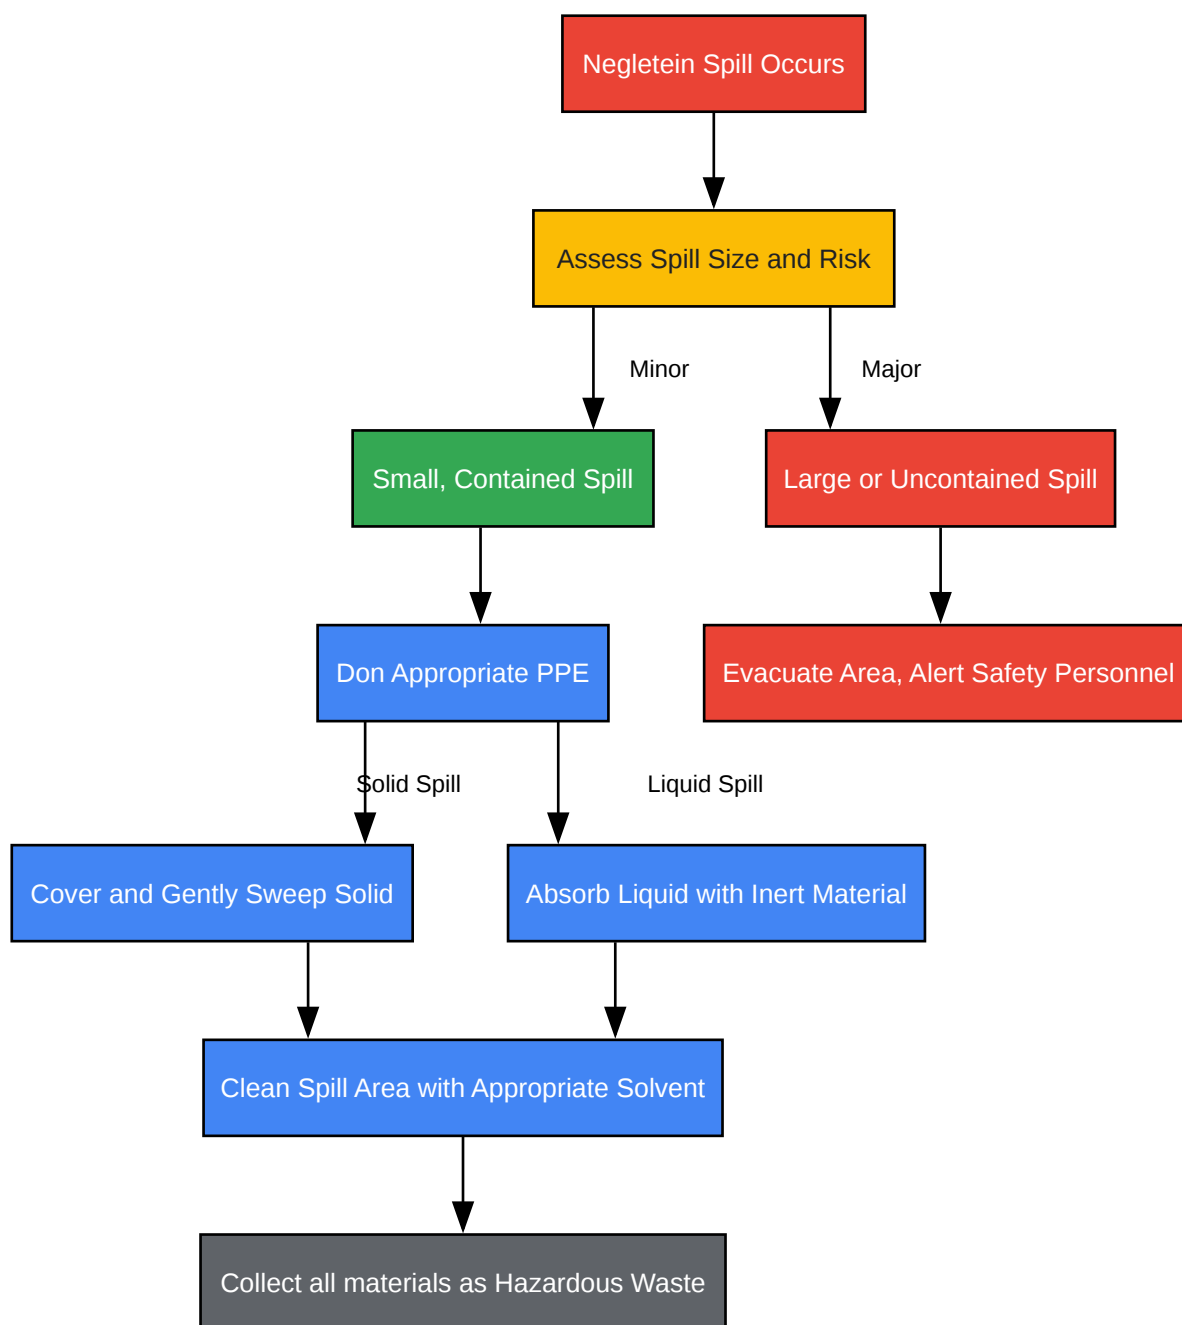 Negletein Spill Occurs
Assess Spill Size and Risk
Minor
Major
Small, Contained Spill
Large or Uncontained Spill
Don Appropriate PPE
Evacuate Area, Alert Safety Personnel
Solid Spill
Liquid Spill
Cover and Gently Sweep Solid
Absorb Liquid with Inert Material
Clean Spill Area with Appropriate Solvent
Collect all materials as Hazardous Waste